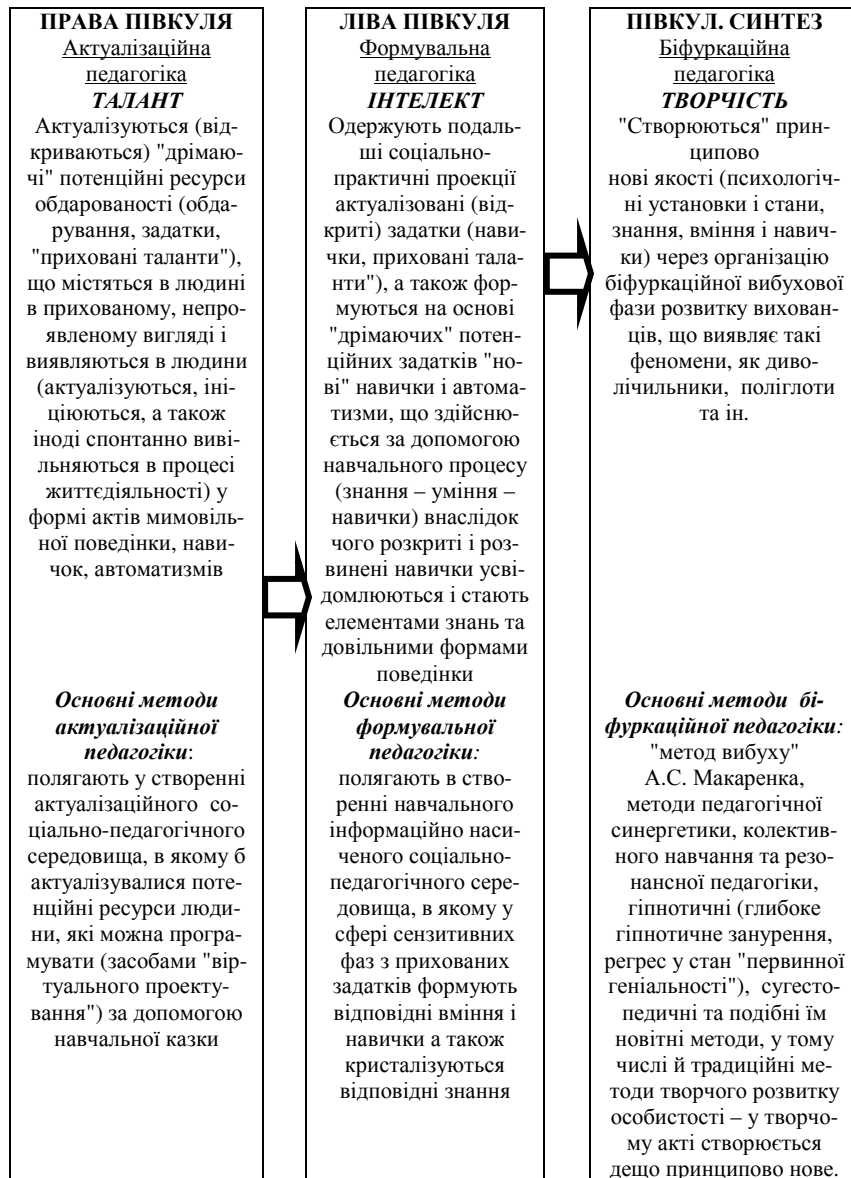 ПРАВА ПІВКУЛЯ
Актуалізаційна
педагогіка
ТАЛАНТ
Актуалізуються (від-
криваються) "дрімаю-
чі" потенційні ресурси
обдарованості (обда-
рування, задатки,
"приховані таланти"),
що містяться в людині
в прихованому, непро-
явленому вигляді і
виявляються в людини
(актуалізуються, іні-
ціюються, а також
іноді спонтанно виві-
льняються в процесі
життєдіяльності) у
формі актів мимовіль-
ної поведінки, нави-
чок, автоматизмів
Основні методи
актуалізаційної
педагогіки:
полягають у створенні
актуалізаційного со-
ціально-педагогічного
середовища, в якому б
актуалізувалися поте-
нційні ресурси люди-
ни, які можна програ-
мувати (засобами "вір-
туального проекту-
вання") за допомогою
навчальної казки
ЛІВА ПІВКУЛЯ
Формувальна
педагогіка
ІНТЕЛЕКТ
Одержують подаль-
ші соціально-
практичні проекції
актуалізовані (від-
криті) задатки (нави-
чки, приховані тала-
нти"), а також фор-
муються на основі
"дрімаючих" потен-
ційних задатків "но-
ві" навички і автома-
тизми, що здійсню-
ється за допомогою
навчального процесу
(знання – уміння –
навички) внаслідок
чого розкриті і роз-
винені навички усві-
домлюються і стають
елементами знань та
довільними формами
поведінки
Основні методи
формувальної
педагогіки:
полягають в ство-
ренні навчального
інформаційно наси-
ченого соціально-
педагогічного сере-
довища, в якому у
сфері сензитивних
фаз з прихованих
задатків формують
відповідні вміння і
навички а також
кристалізуються
відповідні знання
ПІВКУЛ. СИНТЕЗ
Біфуркаційна
педагогіка
ТВОРЧІСТЬ
"Створюються" прин-
ципово
нові якості (психологіч-
ні установки і стани,
знання, вміння і навич-
ки) через організацію
біфуркаційної вибухової
фази розвитку вихован-
ців, що виявляє такі
феномени, як диво-
лічильники, поліглоти
та ін.
Основні методи бі-
фуркаційної педагогіки:
"метод вибуху"
А.С. Макаренка,
методи педагогічної
синергетики, колектив-
ного навчання та резо-
нансної педагогіки,
гіпнотичні (глибоке
гіпнотичне занурення,
регрес у стан "первинної
геніальності"), сугесто-
педичні та подібні їм
новітні методи, у тому
числі й традиційні ме-
тоди творчого розвитку
особистості – у творчо-
му акті створюється
дещо принципово нове.